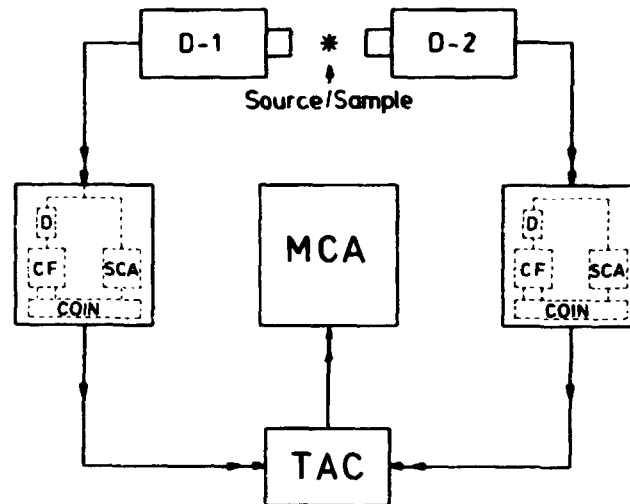 D-1
D-2
Source/Sample
D
CF
SCA
COIN
MCA
D
CF
SCA
COIN
TAC